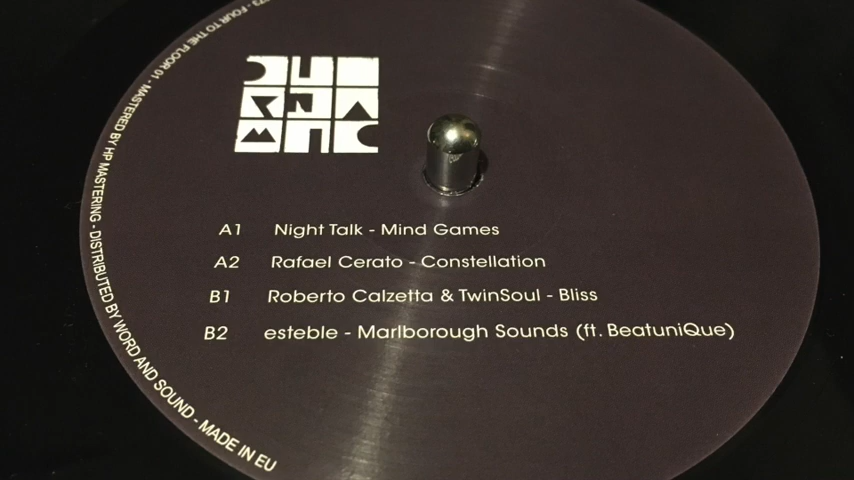 73 - FOUR TO THE FLOOR 01 - MASTERED BY HP MASTERING - DISTRIBUTED BY WORD AND SOUND - MADE IN EU
A1 Night Talk - Mind Games
A2 Rafael Cerato - Constellation
B1 Roberto Calzetta & TwinSoul - Bliss
B2 esteble - Marlborough Sounds (ft. BeatuniQue)